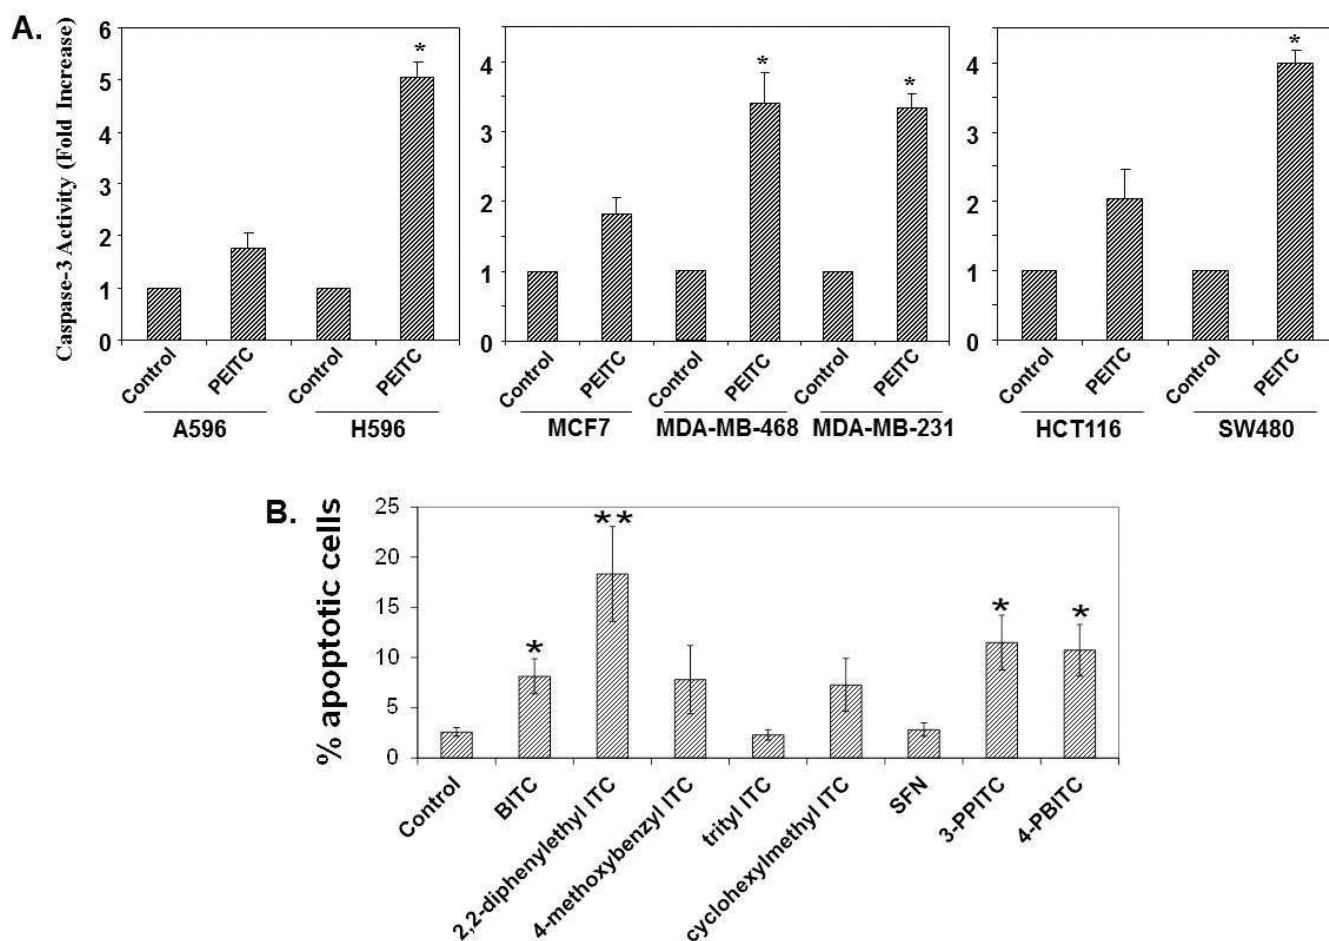 A.
Caspase-3 Activity (Fold Increase)
6
5
4
3
2
1
0
Control
PEITC
Control
PEITC
A596
H596
*
4
3
2
1
0
Control
PEITC
Control
PEITC
Control
PEITC
MCF7
MDA-MB-468
MDA-MB-231
*
*
4
3
2
1
0
Control
PEITC
Control
PEITC
HCT116
SW480
*
B.
% apoptotic cells
25
20
15
10
5
0
*
**
*
*
Control
BITC
2,2-diphenylethyl ITC
4-methoxybenzyl ITC
trityl ITC
cyclohexylmethyl ITC
SFN
3-PPITC
4-PBITC